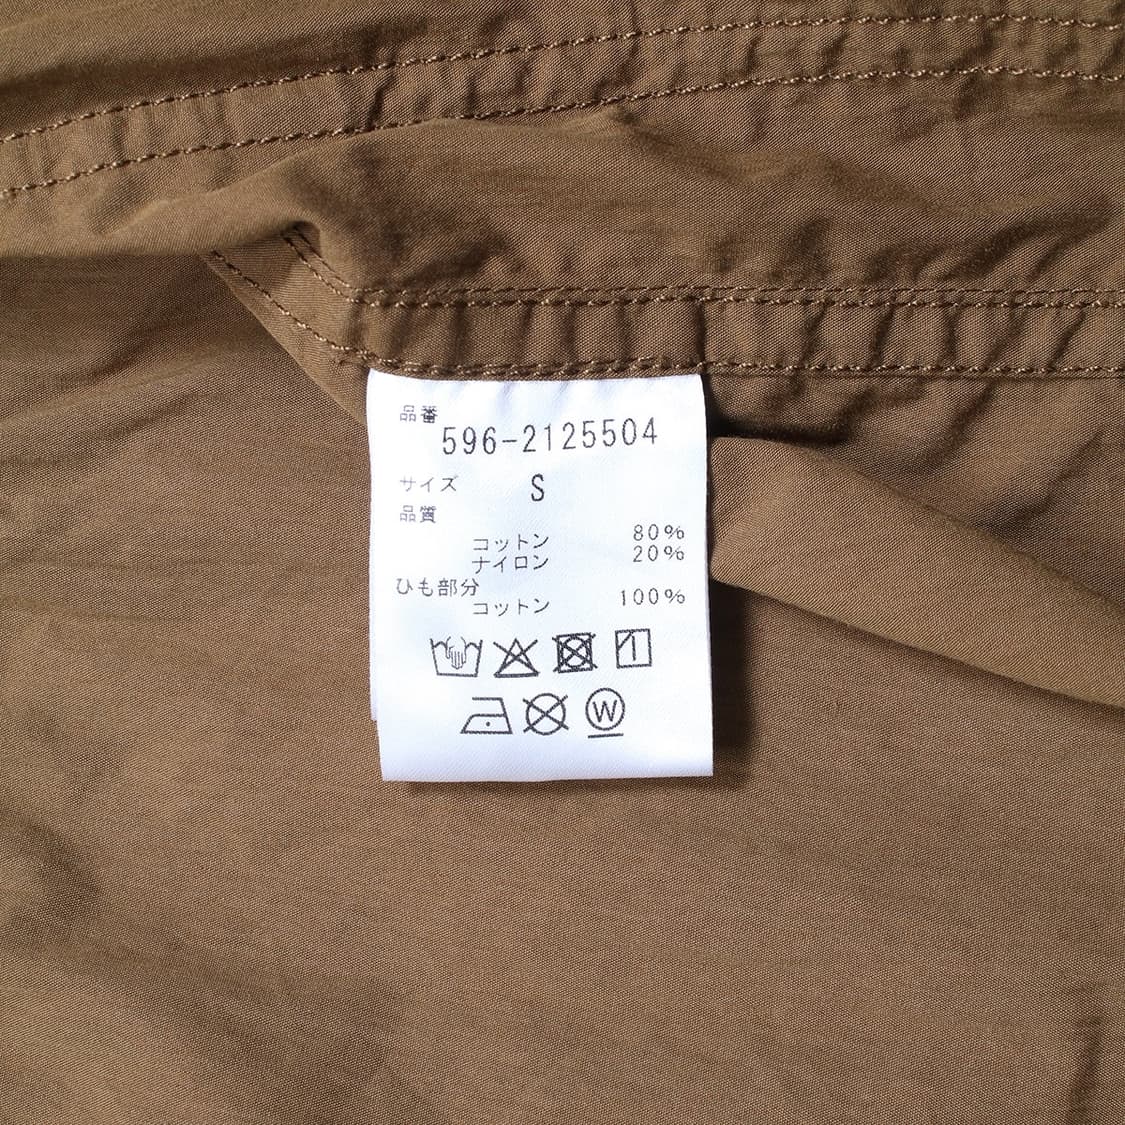 品番
596-2125504
サイズ S
品質
コットン 80%
ナイロン 20%
ひも部分
コットン 100%
W